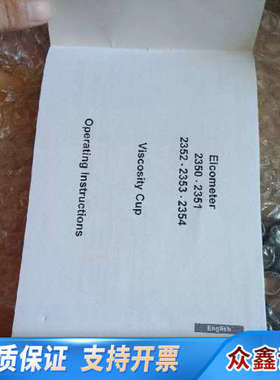 Elcometer
2350 . 2351
2352 . 2353 . 2354
Viscosity Cup
Operating Instructions
English
质保证 支持开票
众鑫